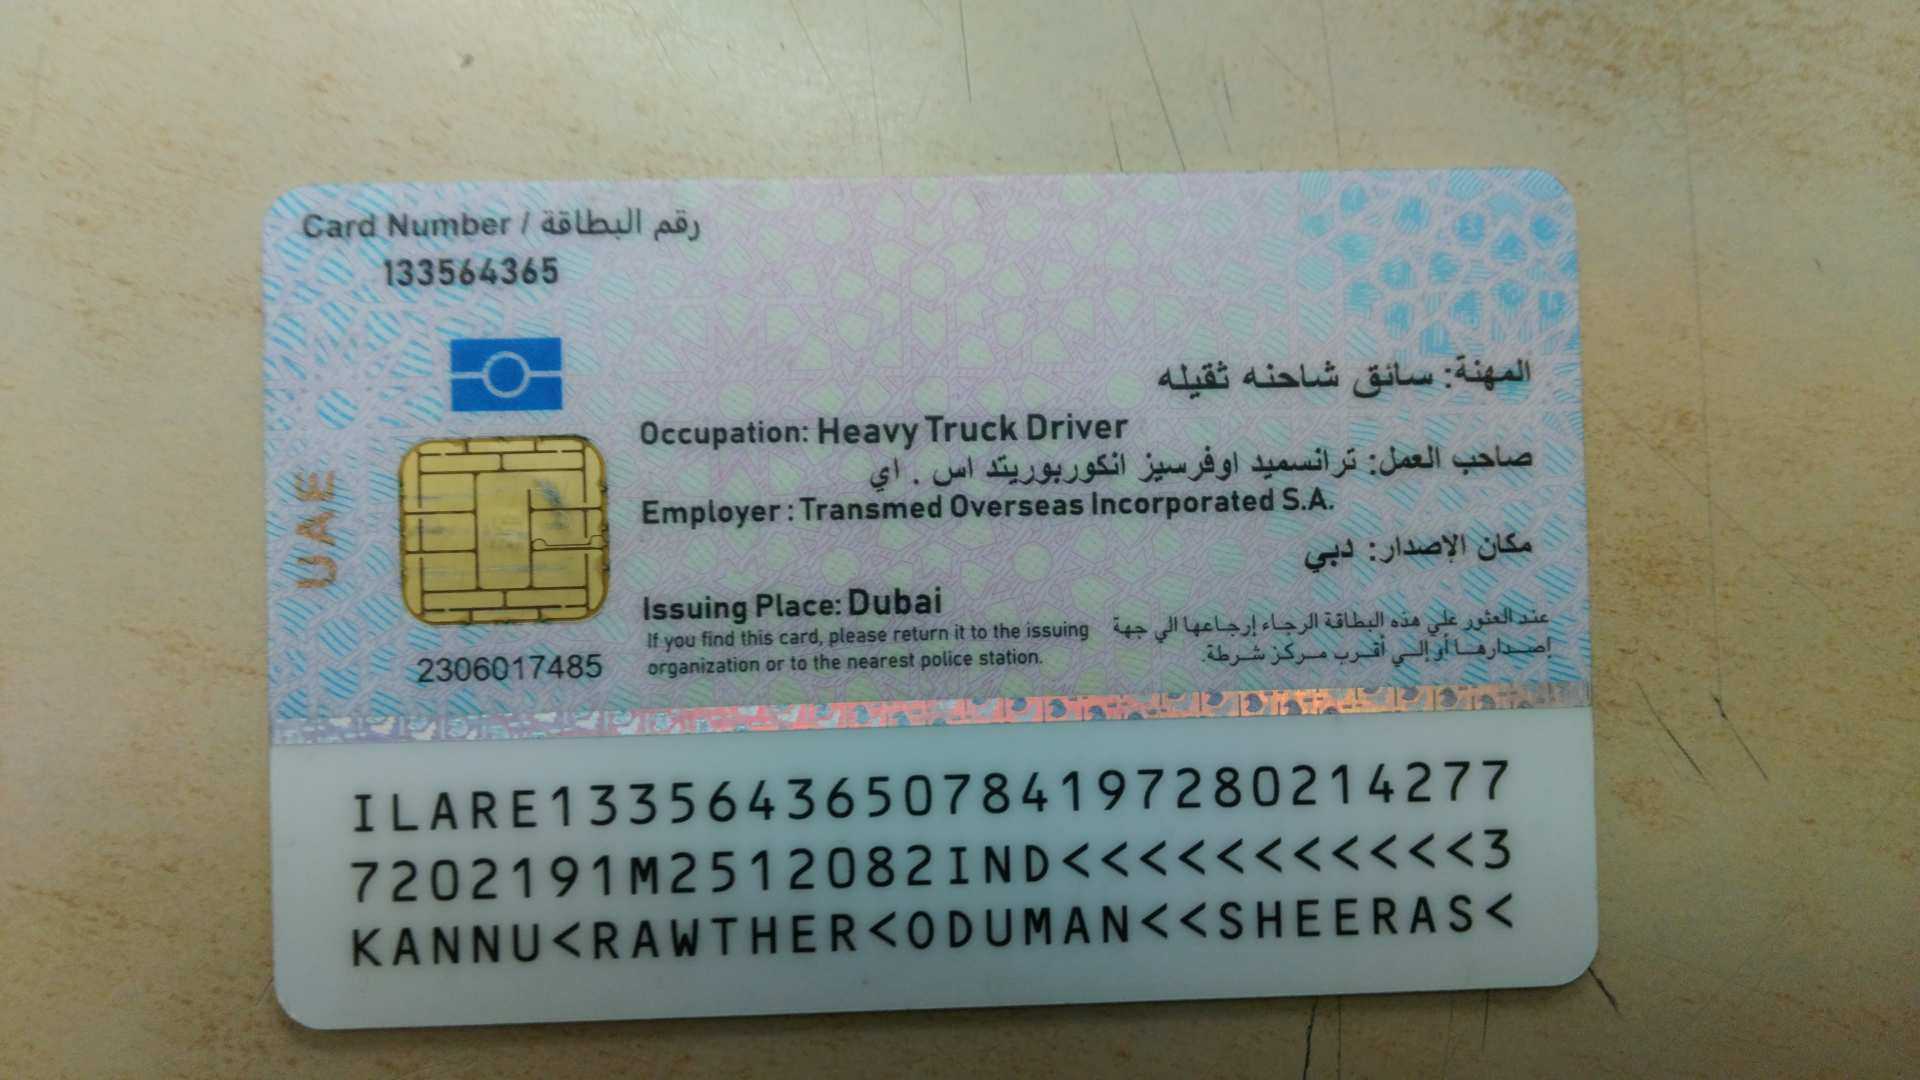 Card Number / رقم البطاقة
133564365
المهنة: سائق شاحنه ثقيله
Occupation: Heavy Truck Driver
صاحب العمل: ترانسميد اوفرسيز انكوربوريتد اس . اي
Employer : Transmed Overseas Incorporated S.A.
مكان الإصدار: دبي
Issuing Place: Dubai
If you find this card, please return it to the issuing
organization or to the nearest police station.
عند العثور علي هذه البطاقة الرجاء إرجاعها الي جهة
إصدارها أو إلي أقرب مركز شرطة.
UAE
2306017485
ILARE1335643650784197280214277
7202191M2512082IND<<<<<<<<<<<3
KANNU<RAWTHER<ODUMAN<<SHEERAS<